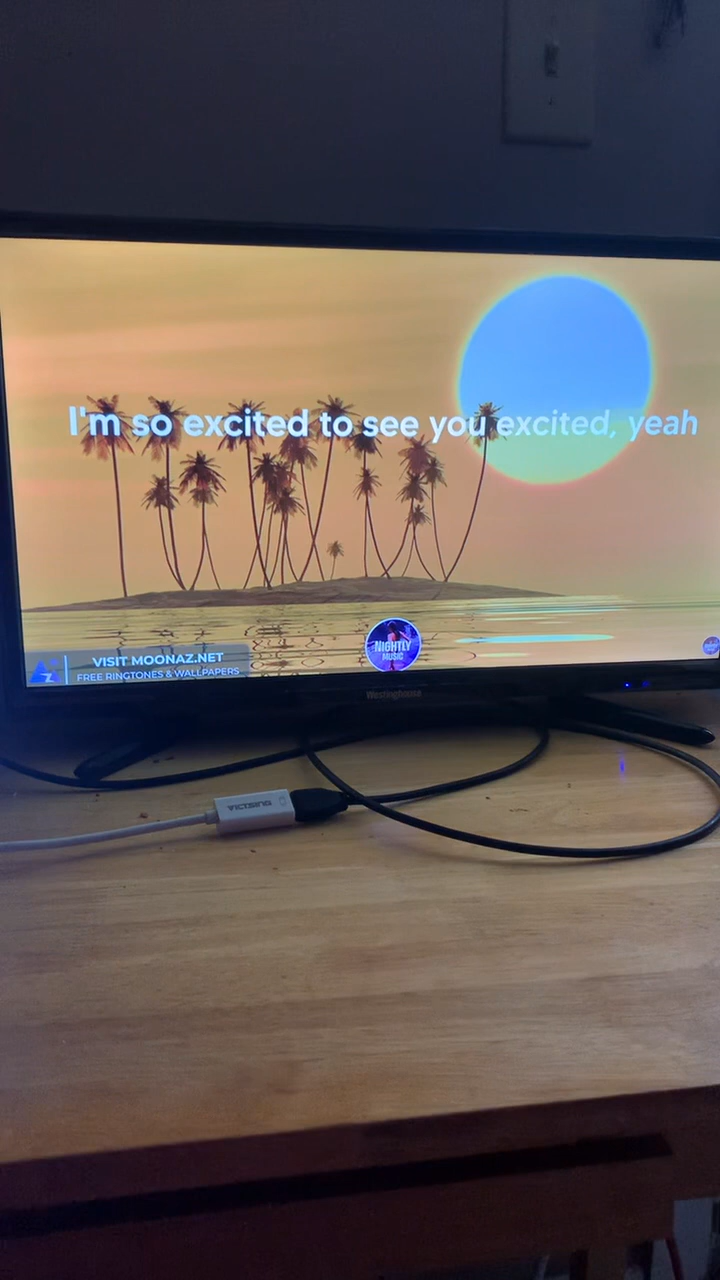 I'm so excited to see you excited, yeah
VISIT MOONAZ.NET
FREE RINGTONES & WALLPAPERS
NIGHTLY
MUSIC
Westinghouse
VICTSING